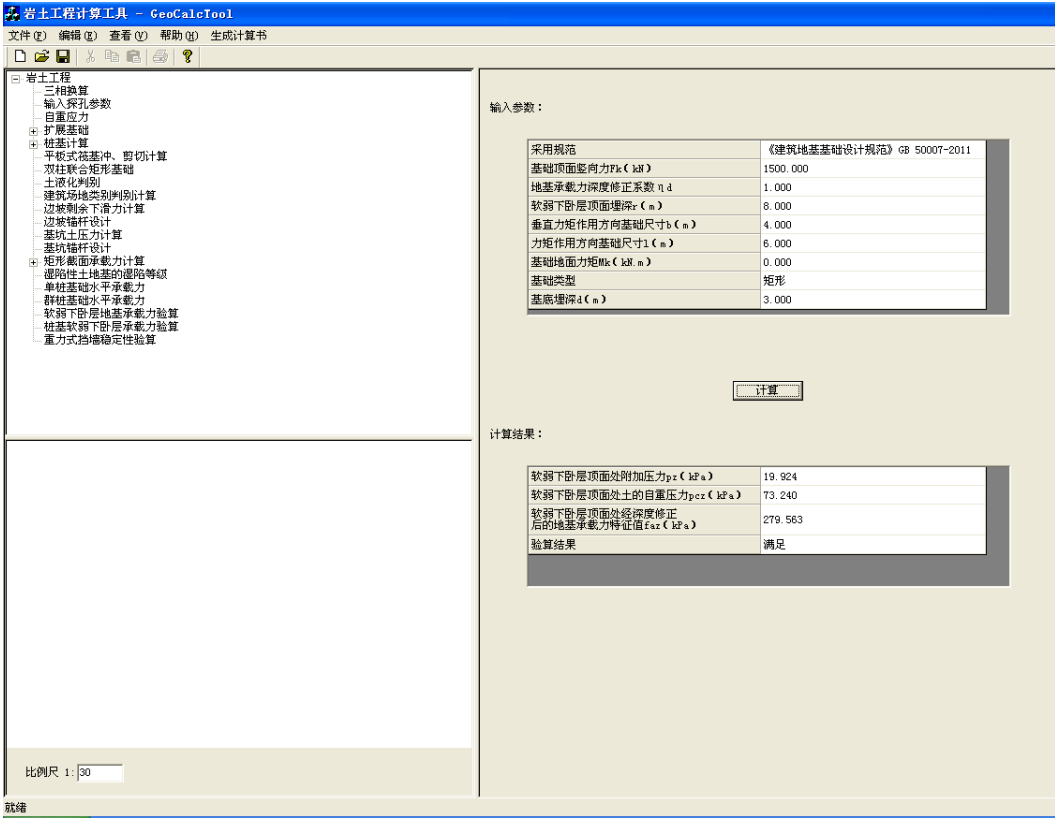 岩土工程计算工具 - GeoCalcTool
文件(F) 编辑(E) 查看(V) 帮助(H) 生成计算书
岩土工程
三相换算
输入探孔参数
自重应力
扩展基础
桩基计算
平板式筏基冲、剪切计算
双柱联合矩形基础
土液化判别
建筑场地类别判别计算
边坡剩余下滑力计算
边坡锚杆设计
基坑土压力计算
基坑锚杆设计
矩形截面承载力计算
湿陷性土地基的湿陷等级
单桩基础水平承载力
群桩基础水平承载力
软弱下卧层地基承载力验算
桩基软弱下卧层承载力验算
重力式挡墙稳定性验算
比例尺 1: 30
就绪
输入参数：
采用规范 《建筑地基基础设计规范》GB 50007-2011
基础顶面竖向力Fk(kN) 1500.000
地基承载力深度修正系数ηd 1.000
软弱下卧层顶面埋深r(m) 8.000
垂直力矩作用方向基础尺寸b(m) 4.000
力矩作用方向基础尺寸l(m) 6.000
基础地面力矩Mk(kN.m) 0.000
基础类型 矩形
基底埋深d(m) 3.000
计算
计算结果：
软弱下卧层顶面处附加压力pz(kPa) 19.924
软弱下卧层顶面处土的自重压力pcz(kPa) 73.240
软弱下卧层顶面处经深度修正
后的地基承载力特征值faz(kPa) 279.563
验算结果 满足